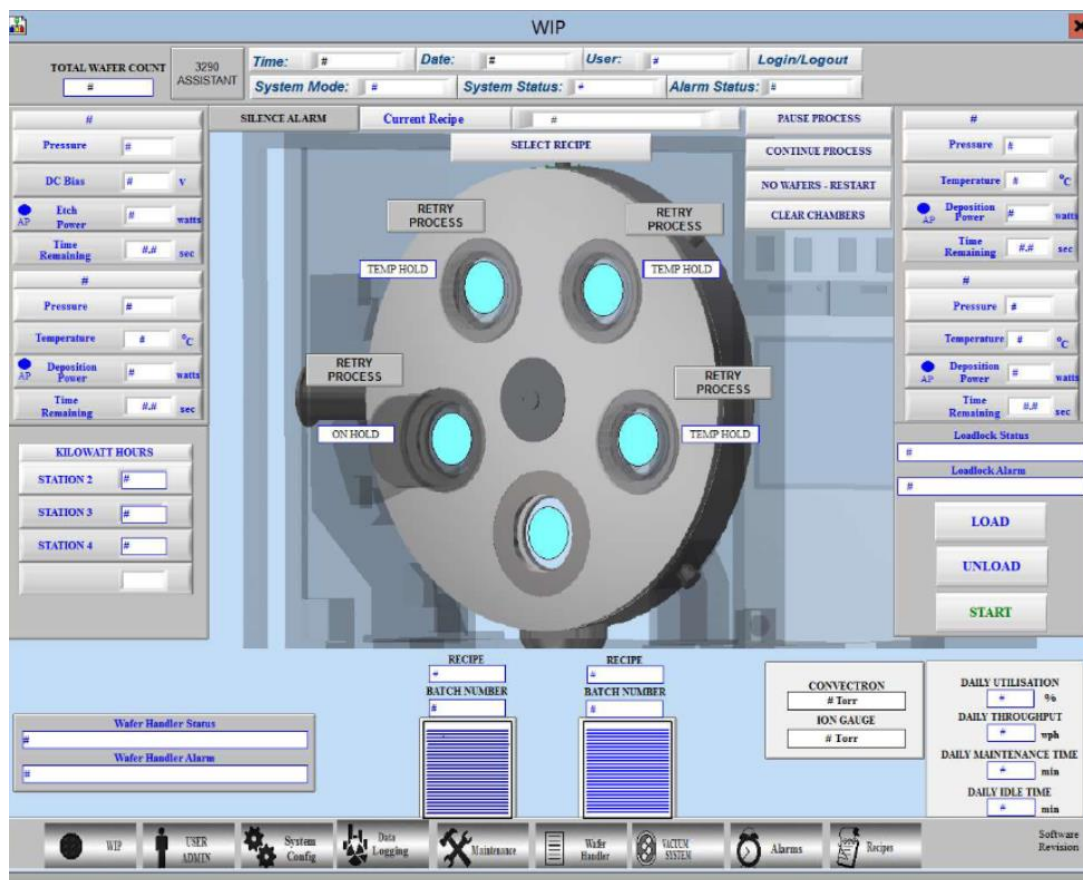 WIP
TOTAL WAFER COUNT
#
3290
ASSISTANT
Time: #
Date: #
User: #
Login/Logout
System Mode: #
System Status: #
Alarm Status: #
#
Pressure #
DC Bias # v
AP
Etch
Power # watts
Time
Remaining #.# sec
#
Pressure #
Temperature # °C
AP
Deposition
Power # watts
Time
Remaining #.# sec
KILOWATT HOURS
STATION 2 #
STATION 3 #
STATION 4 #
SILENCE ALARM
Current Recipe #
SELECT RECIPE
PAUSE PROCESS
CONTINUE PROCESS
NO WAFERS - RESTART
CLEAR CHAMBERS
RETRY
PROCESS
TEMP HOLD
RETRY
PROCESS
TEMP HOLD
RETRY
PROCESS
ON HOLD
RETRY
PROCESS
TEMP HOLD
#
Pressure #
Temperature # °C
AP
Deposition
Power # watts
Time
Remaining #.# sec
#
Pressure #
Temperature # °C
AP
Deposition
Power # watts
Time
Remaining #.# sec
Loadlock Status
#
Loadlock Alarm
#
LOAD
UNLOAD
START
Wafer Handler Status
#
Wafer Handler Alarm
#
RECIPE
#
BATCH NUMBER
#
RECIPE
#
BATCH NUMBER
#
CONVECTRON
# Torr
ION GAUGE
# Torr
DAILY UTILISATION
# %
DAILY THROUGHPUT
# wph
DAILY MAINTENANCE TIME
# min
DAILY IDLE TIME
# min
WIP
USER
ADMIN
System
Config
Data
Logging
Maintenance
Wafer
Handler
VACUUM
SYSTEM
Alarms
Recipes
Software
Revision